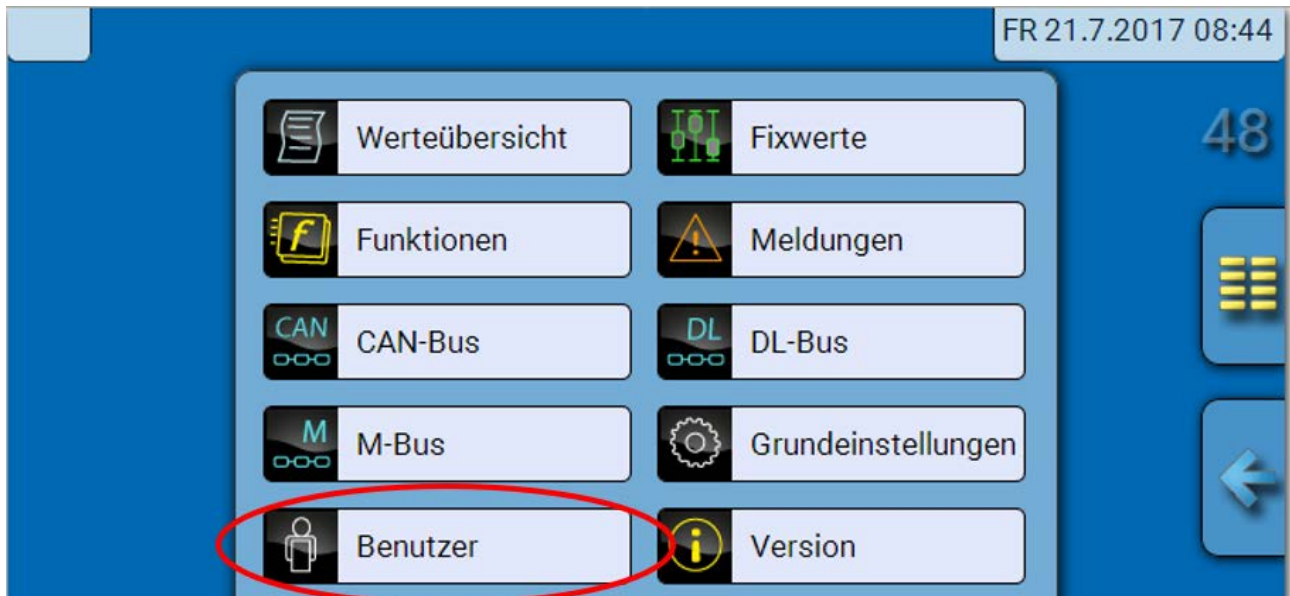 FR 21.7.2017 08:44
48
Werteübersicht
Fixwerte
f
Funktionen
Meldungen
CAN
CAN-Bus
DL
DL-Bus
M
M-Bus
Grundeinstellungen
Benutzer
i
Version